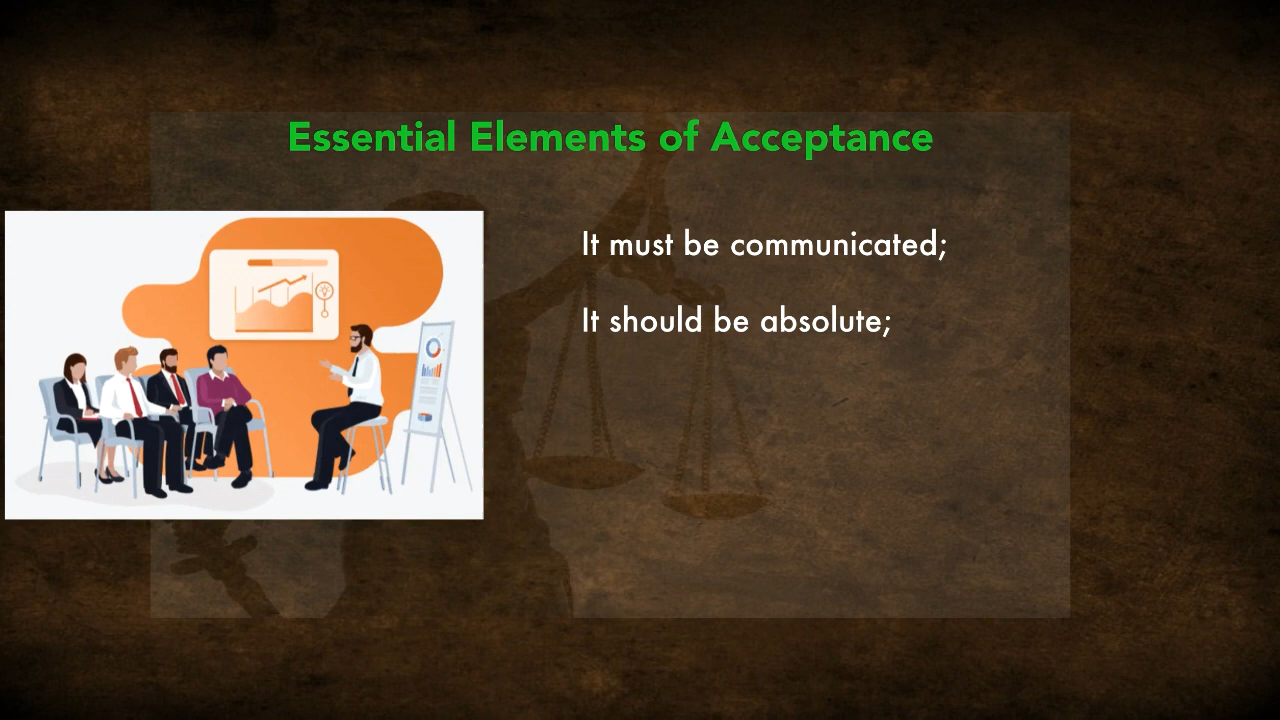 Essential Elements of Acceptance
It must be communicated;
It should be absolute;